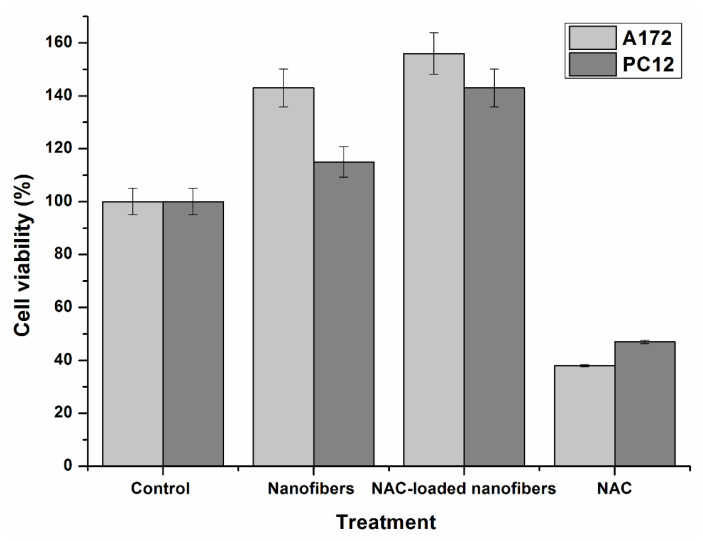 A172
PC12
Cell viability (%)
160
140
120
100
80
60
40
20
0
Control
Nanofibers
NAC-loaded nanofibers
NAC
Treatment